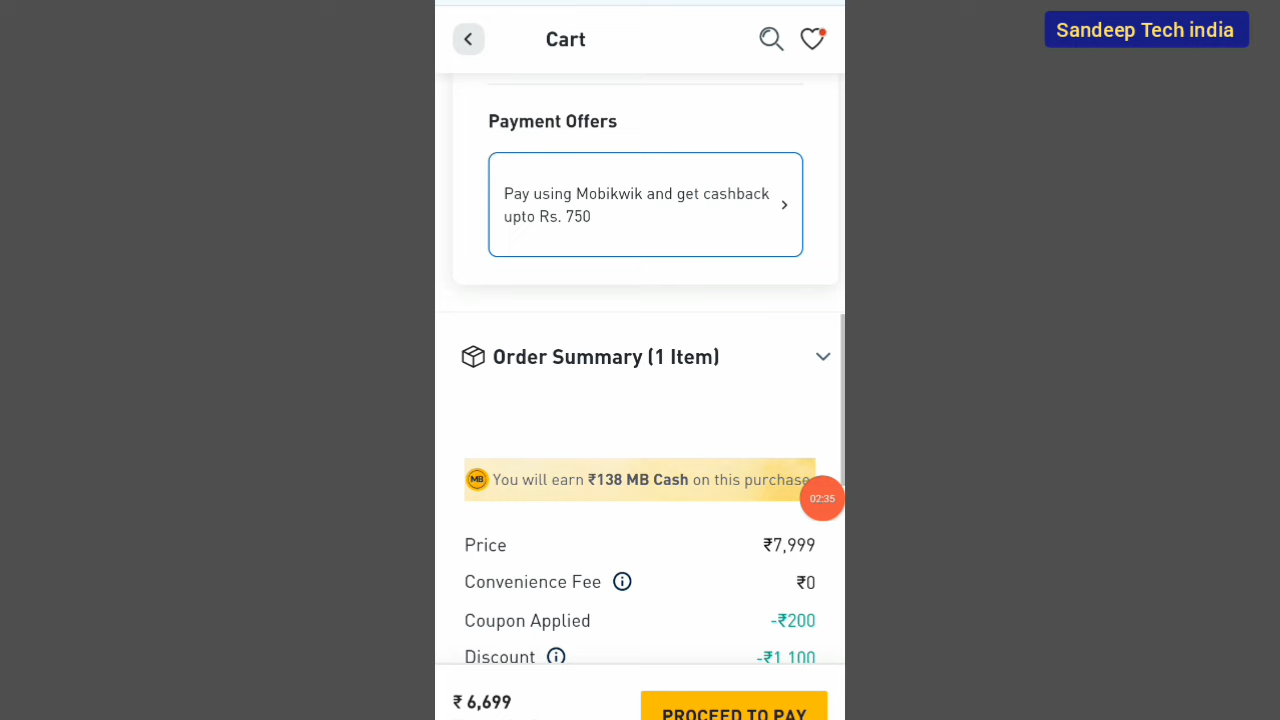 Sandeep Tech india
Cart
Payment Offers
Pay using Mobikwik and get cashback
upto Rs. 750
Order Summary (1 Item)
MB You will earn ₹138 MB Cash on this purchase
02:35
Price ₹7,999
Convenience Fee ₹0
Coupon Applied -₹200
Discount -₹1,100
₹ 6,699
PROCEED TO PAY